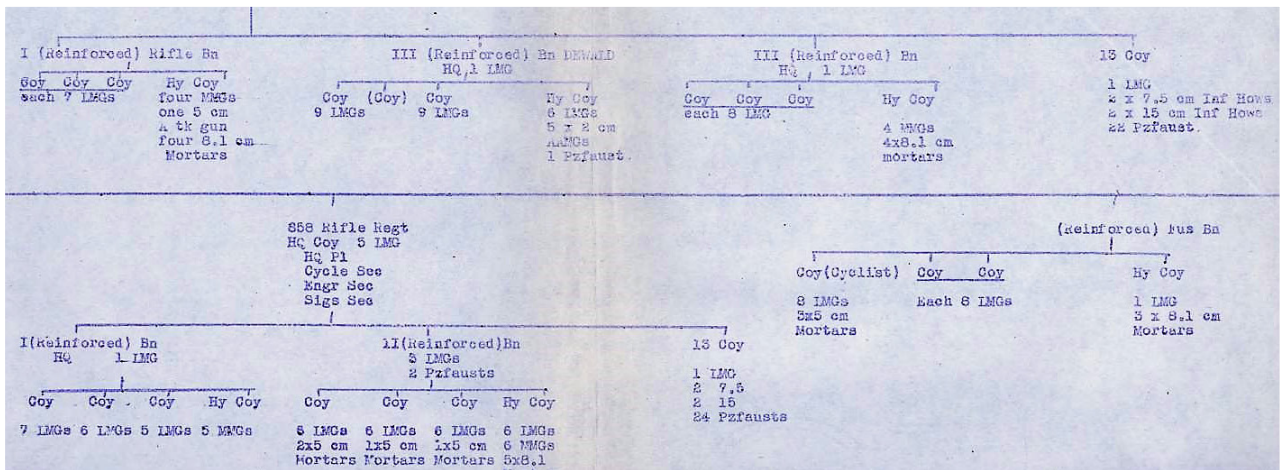 I (Reinforced) Rifle Bn
Coy Coy Coy
each 7 LMGs
Hy Coy
four MMGs
one 5 cm
A tk gun
four 8.1 cm
Mortars
III (Reinforced) Bn DEWALD
HQ, 1 LMG
Coy (Coy) Coy
9 LMGs 9 LMGs
Hy Coy
6 LMGs
5 x 2 cm
AAMGs
1 Pzfaust.
III (Reinforced) Bn
HQ, 1 LMG
Coy Coy Coy
each 8 LMG
Hy Coy
4 MMGs
4x8.1 cm
mortars
13 Coy
1 LMG
2 x 7.5 cm Inf Hows
2 x 15 cm Inf Hows
22 Pzfaust.
858 Rifle Regt
HQ Coy 5 LMG
HQ Pl
Cycle Sec
Engr Sec
Sigs Sec
I(Reinforced) Bn
HQ 1 LMG
Coy Coy Coy Hy Coy
7 LMGs 6 LMGs 5 LMGs 5 MMGs
II(Reinforced)Bn
3 LMGs
2 Pzfausts
Coy Coy Coy Hy Coy
6 LMGs 6 LMGs 6 LMGs 6 LMGs
2x5 cm 1x5 cm 1x5 cm 6 MMGs
Mortars Mortars Mortars 5x8.1
13 Coy
1 LMG
2 7.5
2 15
24 Pzfausts
(Reinforced) Fus Bn
Coy(Cyclist) Coy Coy
8 LMGs Each 8 LMGs
3x5 cm
Mortars
Hy Coy
1 LMG
3 x 8.1 cm
Mortars